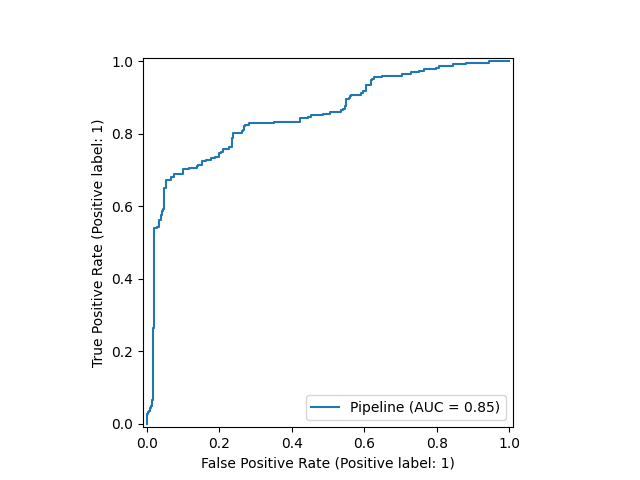 1.0
0.8
0.6
0.4
0.2
0.0
True Positive Rate (Positive label: 1)
Pipeline (AUC = 0.85)
0.0 0.2 0.4 0.6 0.8 1.0
False Positive Rate (Positive label: 1)